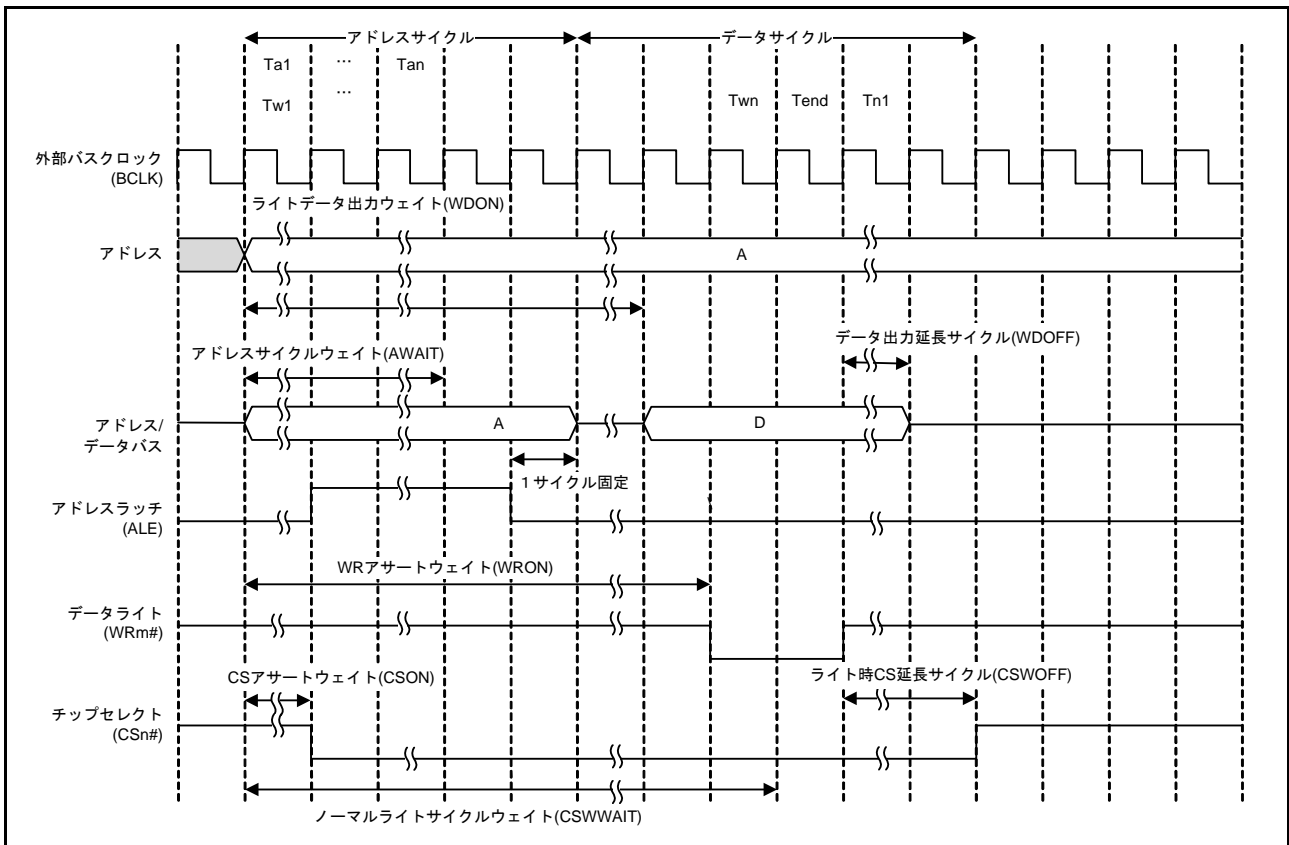 アドレスサイクル データサイクル
Ta1 … Tan
Tw1 … Twn Tend Tn1
外部バスクロック
(BCLK)
ライトデータ出力ウェイト(WDON)
アドレス A
データ出力延長サイクル(WDOFF)
アドレスサイクルウェイト(AWAIT)
アドレス/
データバス A D
1サイクル固定
アドレスラッチ
(ALE)
WRアサートウェイト(WRON)
データライト
(WRm#)
CSアサートウェイト(CSON) ライト時CS延長サイクル(CSWOFF)
チップセレクト
(CSn#)
ノーマルライトサイクルウェイト(CSWWAIT)